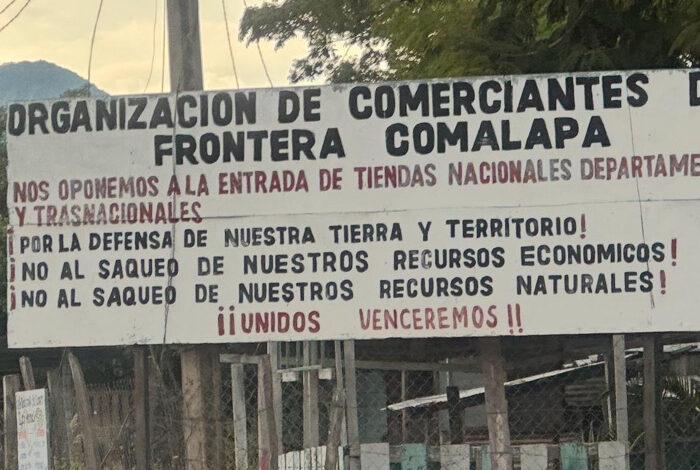 ORGANIZACION DE COMERCIANTES D
FRONTERA COMALAPA
NOS OPONEMOS A LA ENTRADA DE TIENDAS NACIONALES DEPARTAME
Y TRASNACIONALES
¡POR LA DEFENSA DE NUESTRA TIERRA Y TERRITORIO!
¡NO AL SAQUEO DE NUESTROS RECURSOS ECONOMICOS!
¡NO AL SAQUEO DE NUESTROS RECURSOS NATURALES!
¡¡UNIDOS VENCEREMOS!!